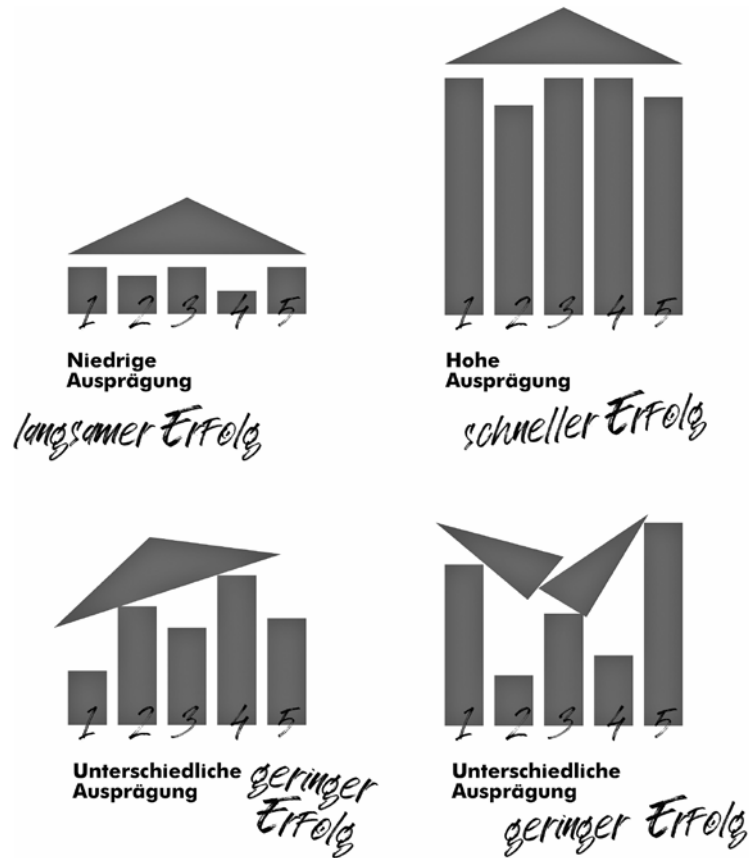 1 2 3 4 5
Niedrige
Ausprägung
langsamer Erfolg
1 2 3 4 5
Hohe
Ausprägung
schneller Erfolg
1 2 3 4 5
Unterschiedliche
Ausprägung
geringer
Erfolg
1 2 3 4 5
Unterschiedliche
Ausprägung
geringer Erfolg